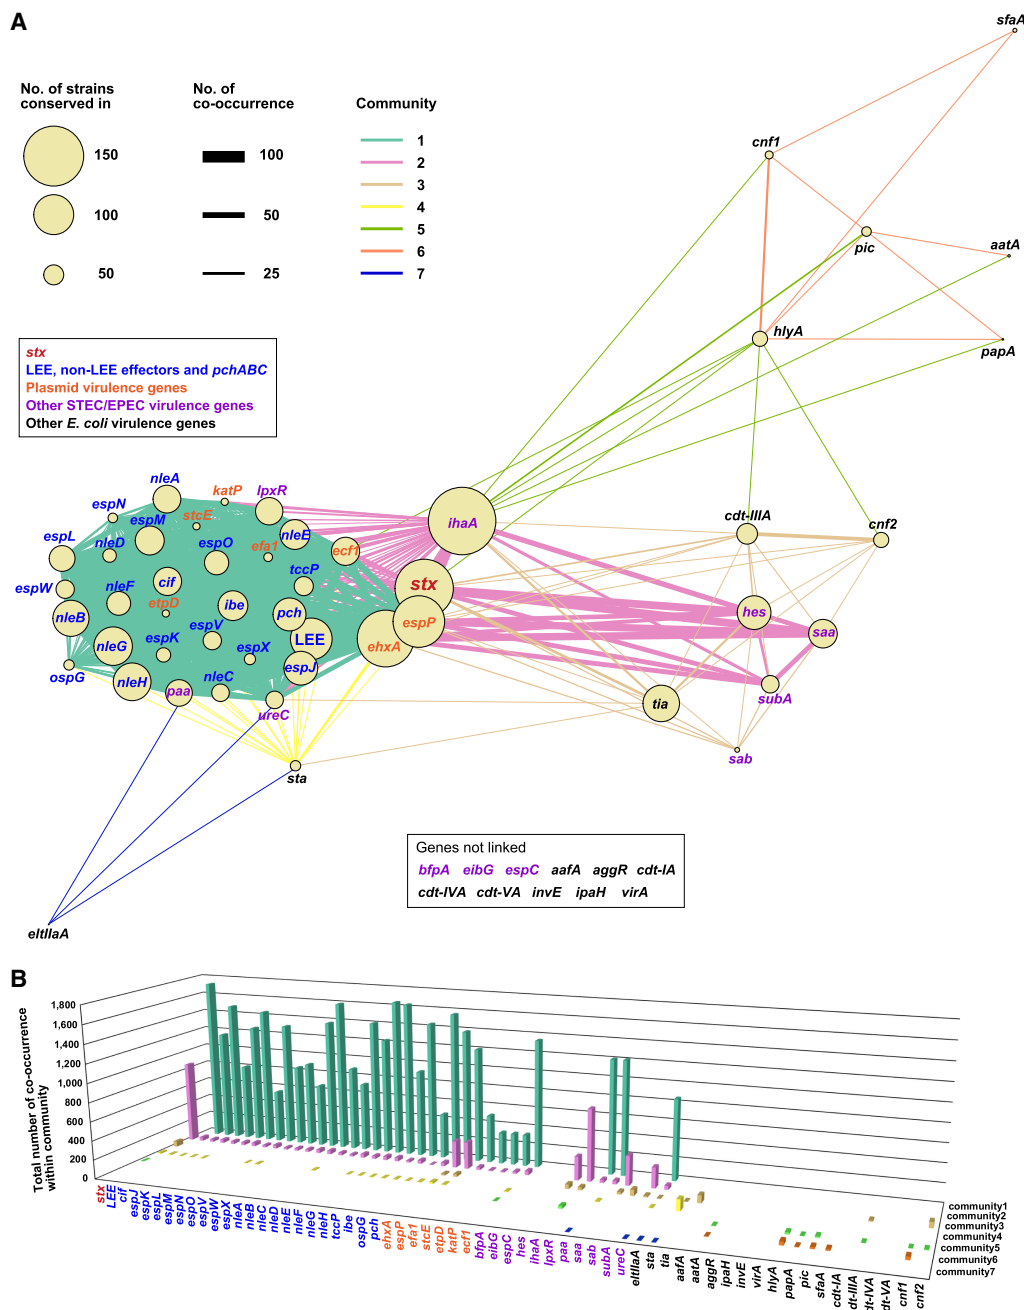 A
No. of strains
conserved in
150
100
50
No. of
co-occurrence
100
50
25
Community
1
2
3
4
5
6
7
stx
LEE, non-LEE effectors and pchABC
Plasmid virulence genes
Other STEC/EPEC virulence genes
Other E. coli virulence genes
sfaA
cnf1
pic
aatA
hlyA
papA
nleA
katP
lpxR
espN
stcE
espM
ihaA
cdt-IIIA
cnf2
espL
nleD
espO
efa1
nleE
ecf1
tccP
stx
espW
nleF
cif
etpD
ibe
pch
hes
nleB
espV
espP
saa
nleG
espK
espX
LEE
ehxA
ospG
nleH
paa
nleC
espJ
ureC
tia
subA
sab
sta
eltIIaA
Genes not linked
bfpA eibG espC aafA aggR cdt-IA
cdt-IVA cdt-VA invE ipaH virA
B
Total number of co-occurrence
within community
1,800
1,600
1,400
1,200
1,000
800
600
400
200
0
stx
LEE
cif
espJ
espK
espL
espM
espN
espO
espV
espW
espX
nleA
nleB
nleC
nleD
nleE
nleF
nleG
nleH
tccP
ibe
ospG
pch
ehxA
espP
efa1
stcE
etpD
katP
ecf1
bfpA
eibG
espC
hes
ihaA
lpxR
paa
saa
sab
subA
ureC
eltIIaA
sta
tia
aafA
aatA
aggR
ipaH
invE
virA
hlyA
papA
pic
sfaA
cdt-IA
dt-IIIA
dt-IVA
dt-VA
cnf1
cnf2
community1
community2
community3
community4
community5
community6
community7